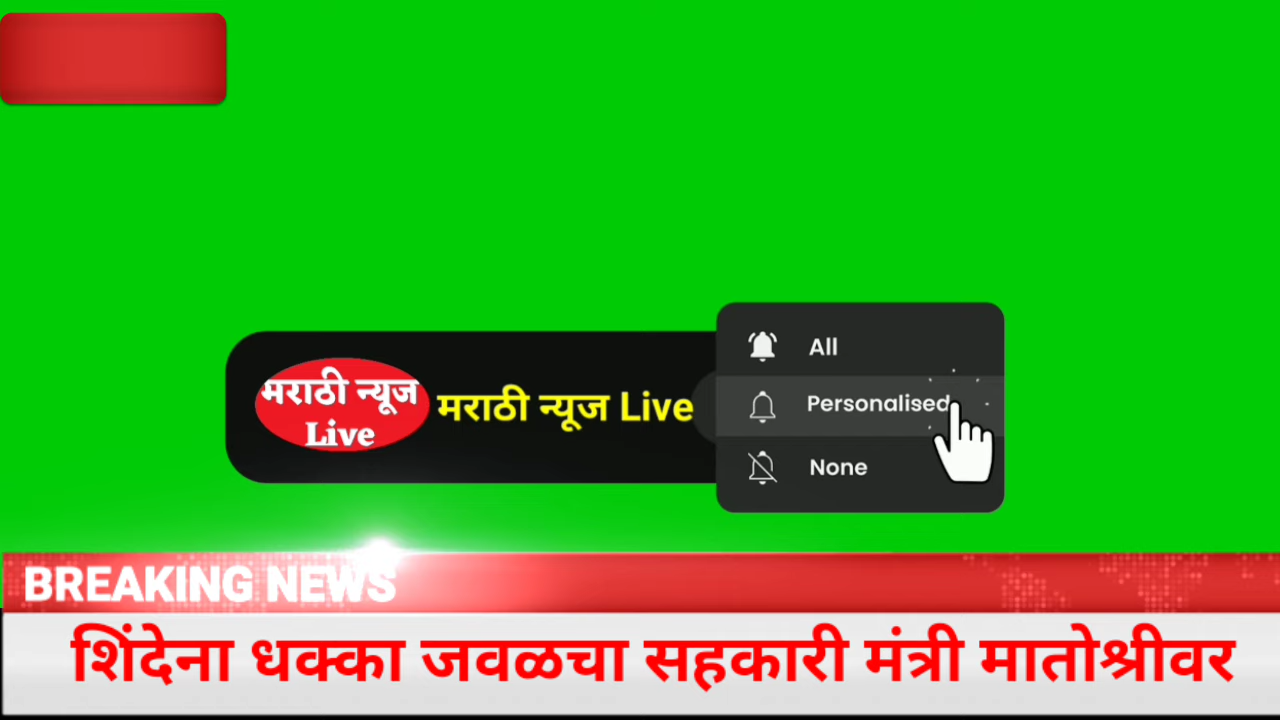 मराठी न्यूज
Live
मराठी न्यूज Live
All
Personalised
None
BREAKING NEWS
शिंदेना धक्का जवळचा सहकारी मंत्री मातोश्रीवर